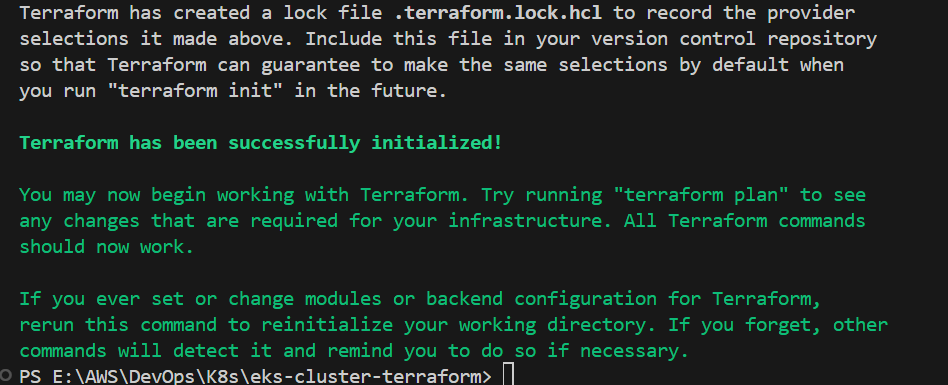 Terraform has created a lock file .terraform.lock.hcl to record the provider
selections it made above. Include this file in your version control repository
so that Terraform can guarantee to make the same selections by default when
you run "terraform init" in the future.
Terraform has been successfully initialized!
You may now begin working with Terraform. Try running "terraform plan" to see
any changes that are required for your infrastructure. All Terraform commands
should now work.
If you ever set or change modules or backend configuration for Terraform,
rerun this command to reinitialize your working directory. If you forget, other
commands will detect it and remind you to do so if necessary.
PS E:\AWS\DevOps\K8s\eks-cluster-terraform>